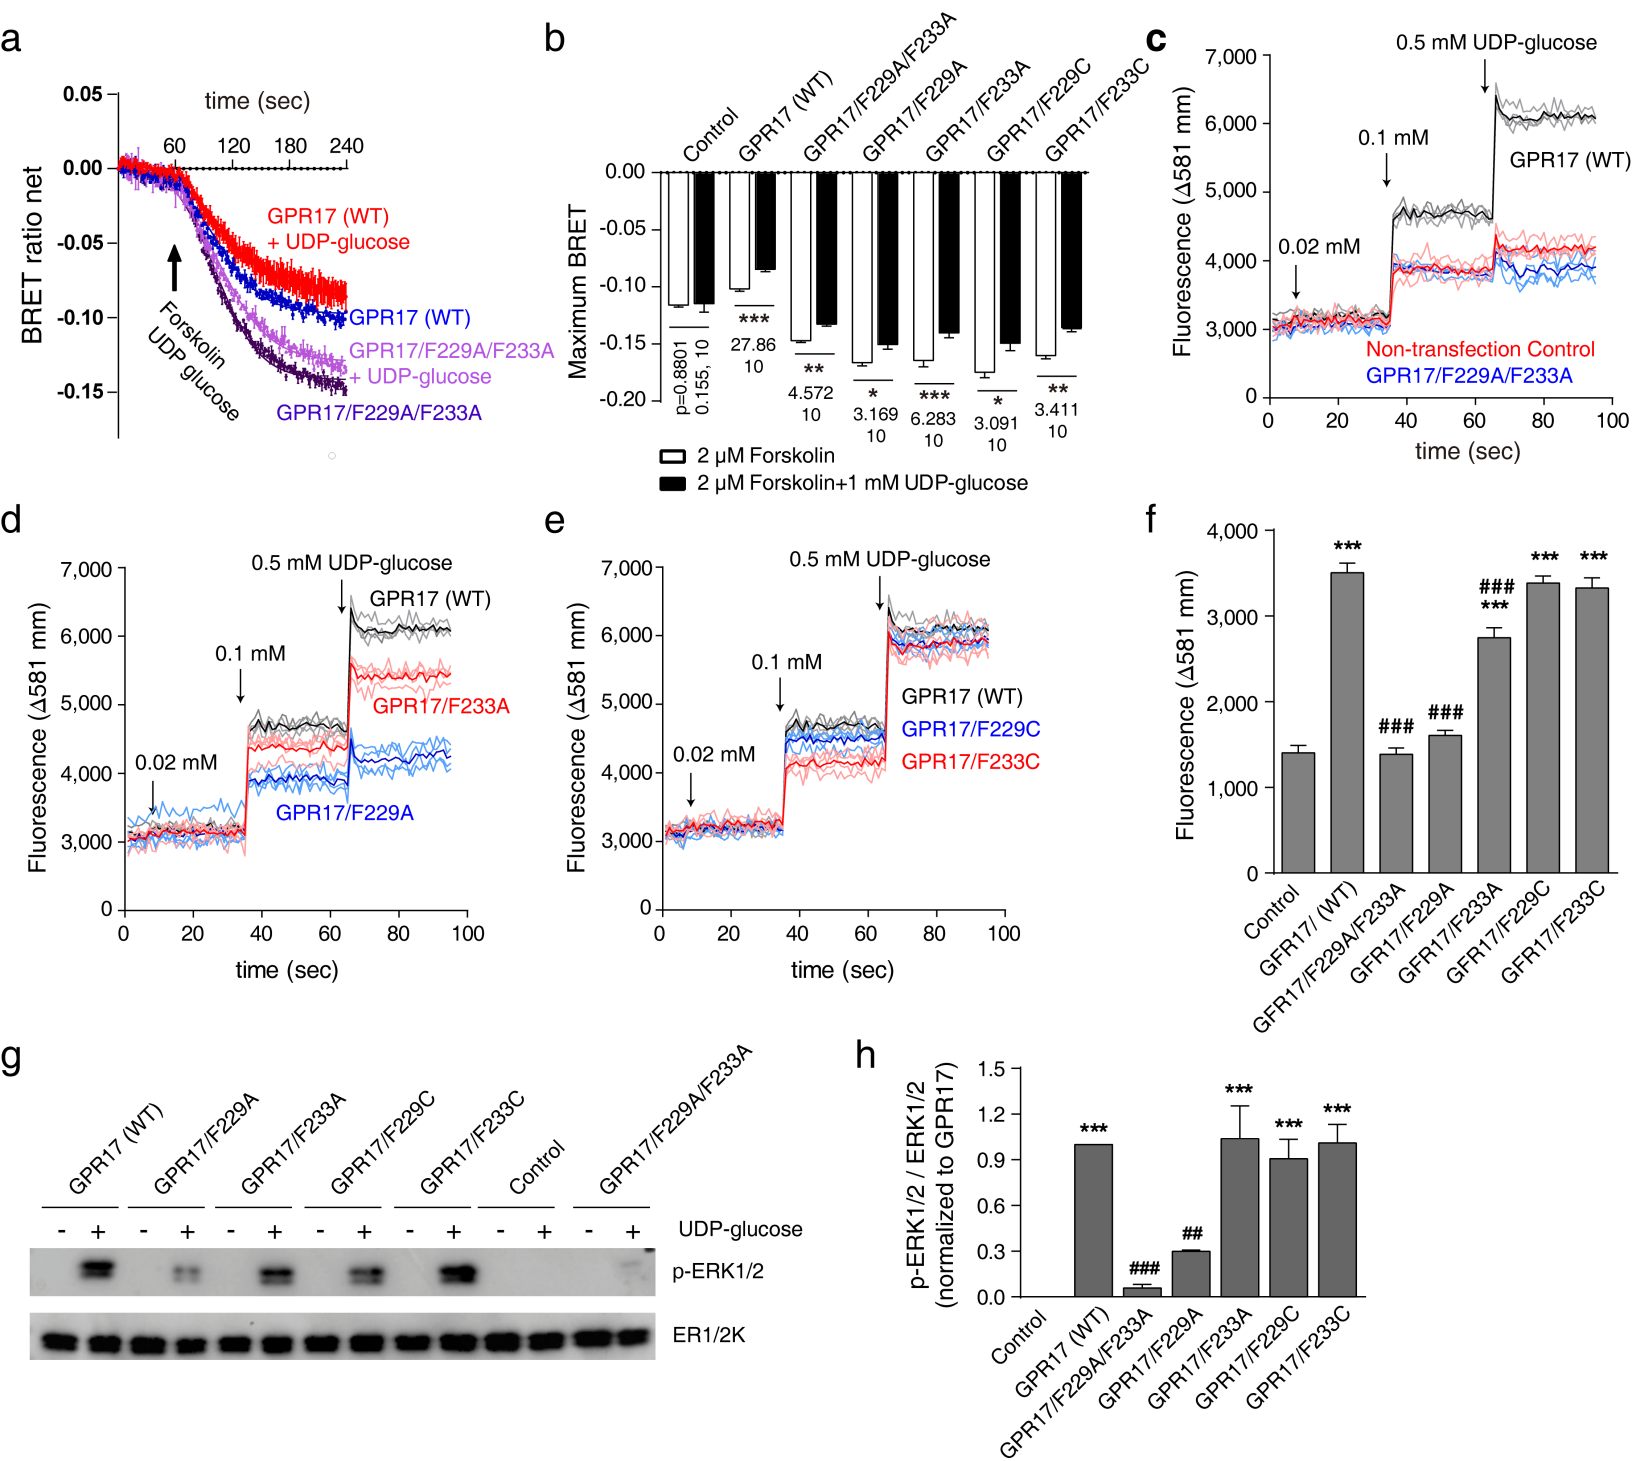 a
0.05
0.00
-0.05
-0.10
-0.15
BRET ratio net
time (sec)
60 120 180 240
GPR17 (WT)
+ UDP-glucose
GPR17 (WT)
GPR17/F229A/F233A
+ UDP-glucose
GPR17/F229A/F233A
Forskolin
UDP glucose
b
Control
GPR17 (WT)
GPR17/F229A/F233A
GPR17/F229A
GPR17/F233A
GPR17/F229C
GPR17/F233C
0.00
-0.05
-0.10
-0.15
-0.20
Maximum BRET
p=0.8801
0.155, 10
***
27.86
10
**
4.572
10
*
3.169
10
***
6.283
10
*
3.091
10
**
3.411
10
2 µM Forskolin
2 µM Forskolin+1 mM UDP-glucose
c
7,000
6,000
5,000
4,000
3,000
0
Fluorescence (Δ581 mm)
0.5 mM UDP-glucose
0.1 mM
0.02 mM
GPR17 (WT)
Non-transfection Control
GPR17/F229A/F233A
0 20 40 60 80 100
time (sec)
d
7,000
6,000
5,000
4,000
3,000
0
Fluorescence (Δ581 mm)
0.5 mM UDP-glucose
GPR17 (WT)
0.1 mM
GPR17/F233A
0.02 mM
GPR17/F229A
0 20 40 60 80 100
time (sec)
e
7,000
6,000
5,000
4,000
3,000
0
Fluorescence (Δ581 mm)
0.5 mM UDP-glucose
0.1 mM
GPR17 (WT)
GPR17/F229C
GPR17/F233C
0.02 mM
0 20 40 60 80 100
time (sec)
f
4,000
3,000
2,000
1,000
0
Fluorescence (Δ581 mm)
***
###
###
###
***
***
***
Control
GFR17/ (WT)
GFR17/F229A/F233A
GFR17/F229A
GFR17/F233A
GFR17/F229C
GFR17/F233C
g
GPR17 (WT)
GPR17/F229A
GPR17/F233A
GPR17/F229C
GPR17/F233C
Control
GPR17/F229A/F233A
- + - + - + - + - + - + - + UDP-glucose
p-ERK1/2
ER1/2K
h
1.5
1.2
0.9
0.6
0.3
0.0
p-ERK1/2 / ERK1/2
(normalized to GPR17)
***
###
##
***
***
***
Control
GPR17 (WT)
GPR17/F229A/F233A
GPR17/F229A
GPR17/F233A
GPR17/F229C
GPR17/F233C